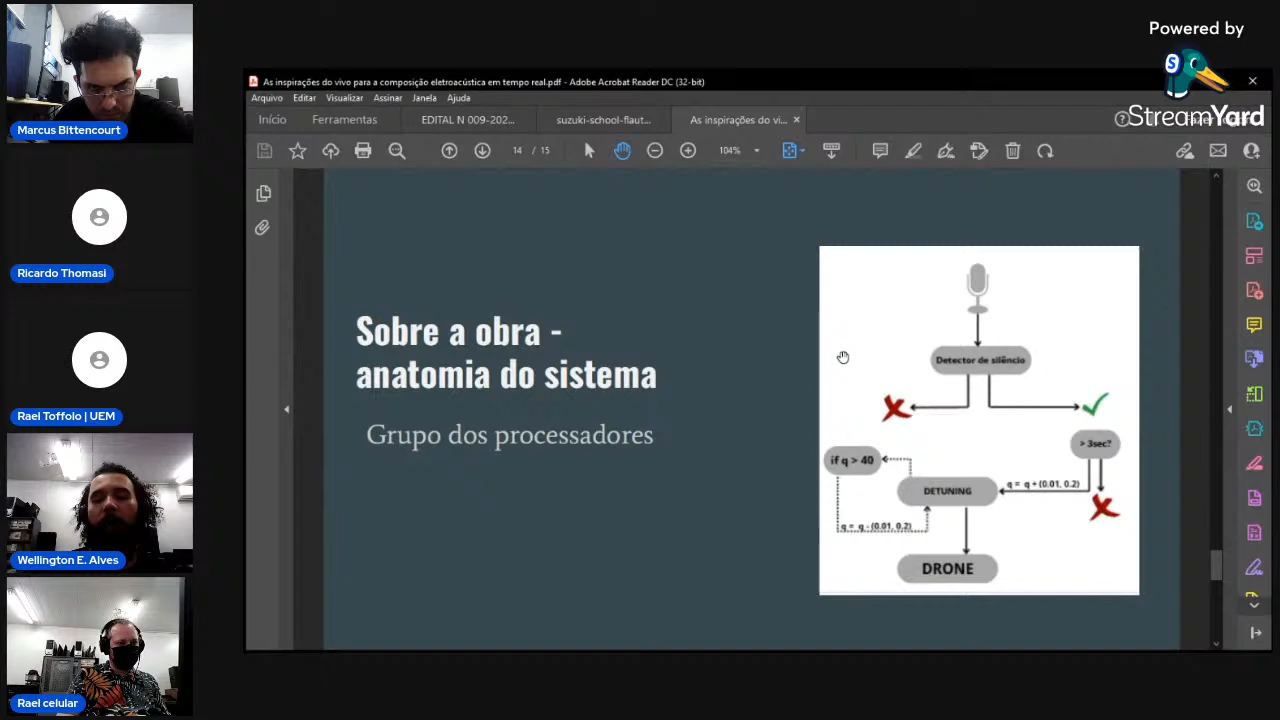 Marcus Bittencourt
Ricardo Thomasi
Rael Toffolo | UEM
Wellington E. Alves
Rael celular
Powered by
StreamYard
As inspirações do vivo para a composição eletroacústica em tempo real.pdf - Adobe Acrobat Reader DC (32-bit)
Arquivo Editar Visualizar Assinar Janela Ajuda
Início Ferramentas EDITAL N 009-202... suzuki-school-flaut... As inspirações do vi...
14 / 15 104%
Sobre a obra -
anatomia do sistema
Grupo dos processadores
Detector de silêncio
> 3sec?
if q > 40
q = q + (0.01, 0.2)
DETUNING
q = q - (0.01, 0.2)
DRONE